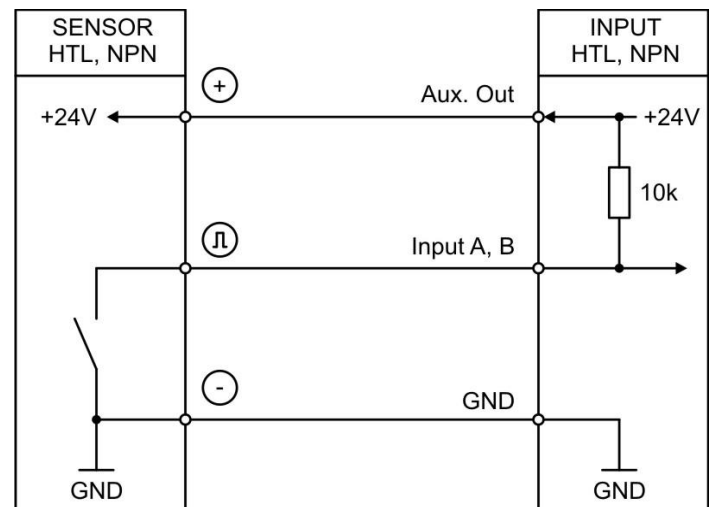 SENSOR
HTL, NPN
INPUT
HTL, NPN
+
Aux. Out
+24V
+24V
10k
Input A, B
-
GND
GND
GND